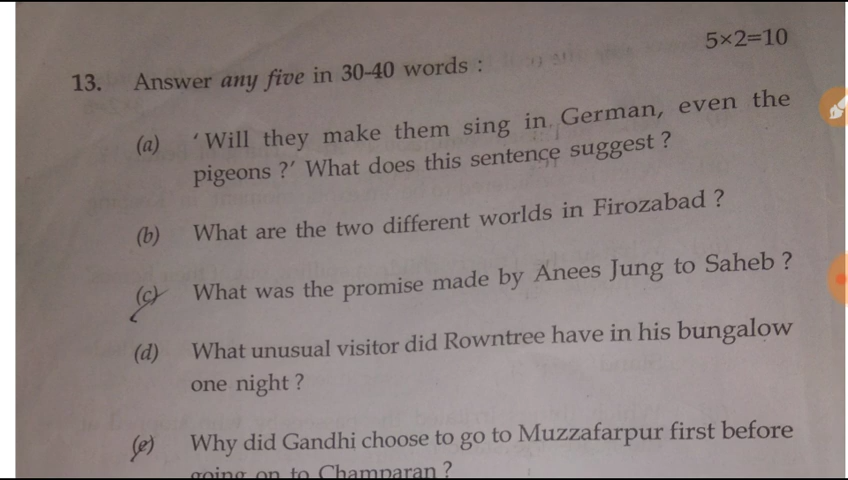 5×2=10
13. Answer any five in 30-40 words :
(a) 'Will they make them sing in German, even the
pigeons ?' What does this sentence suggest ?
(b) What are the two different worlds in Firozabad ?
(c) What was the promise made by Anees Jung to Saheb ?
(d) What unusual visitor did Rowntree have in his bungalow
one night ?
(e) Why did Gandhi choose to go to Muzzafarpur first before
going on to Champaran ?